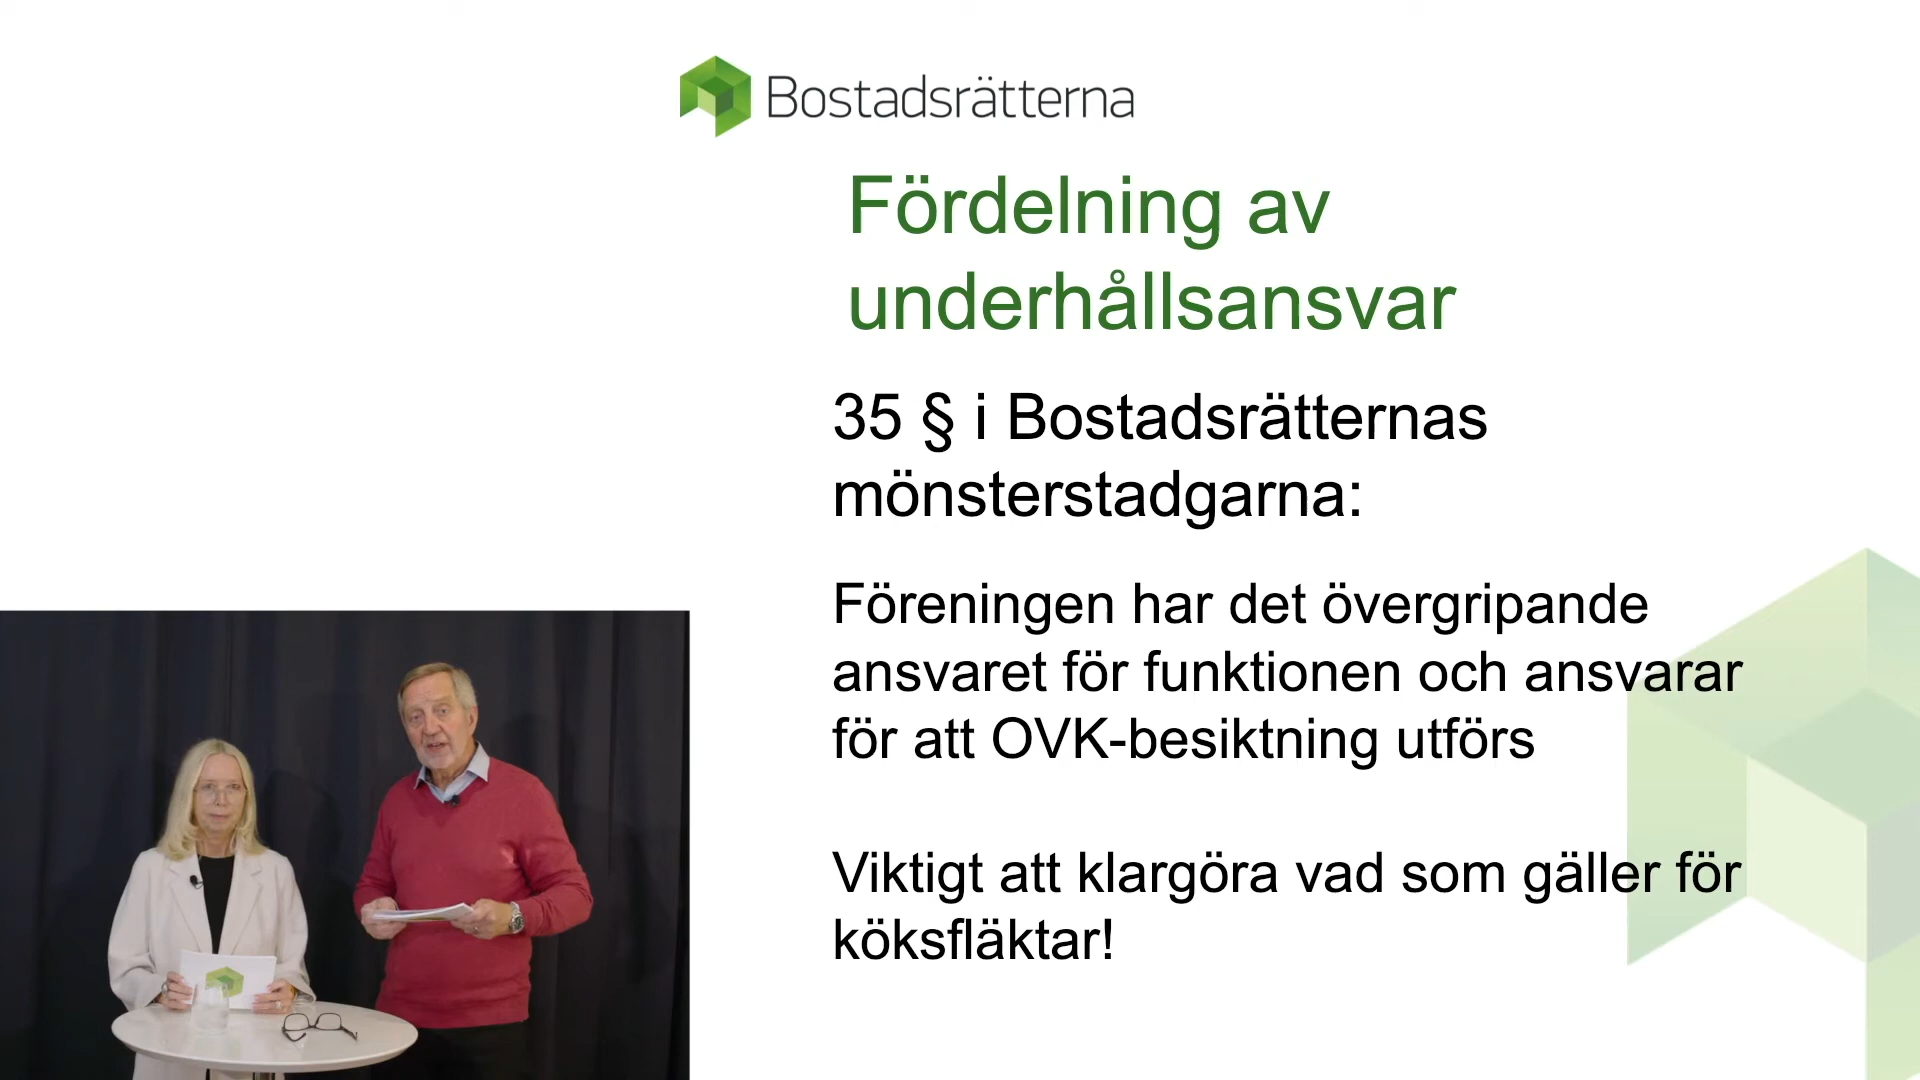 Bostadsrätterna
Fördelning av
underhållsansvar
35 § i Bostadsrätternas
mönsterstadgarna:
Föreningen har det övergripande
ansvaret för funktionen och ansvarar
för att OVK-besiktning utförs
Viktigt att klargöra vad som gäller för
köksfläktar!